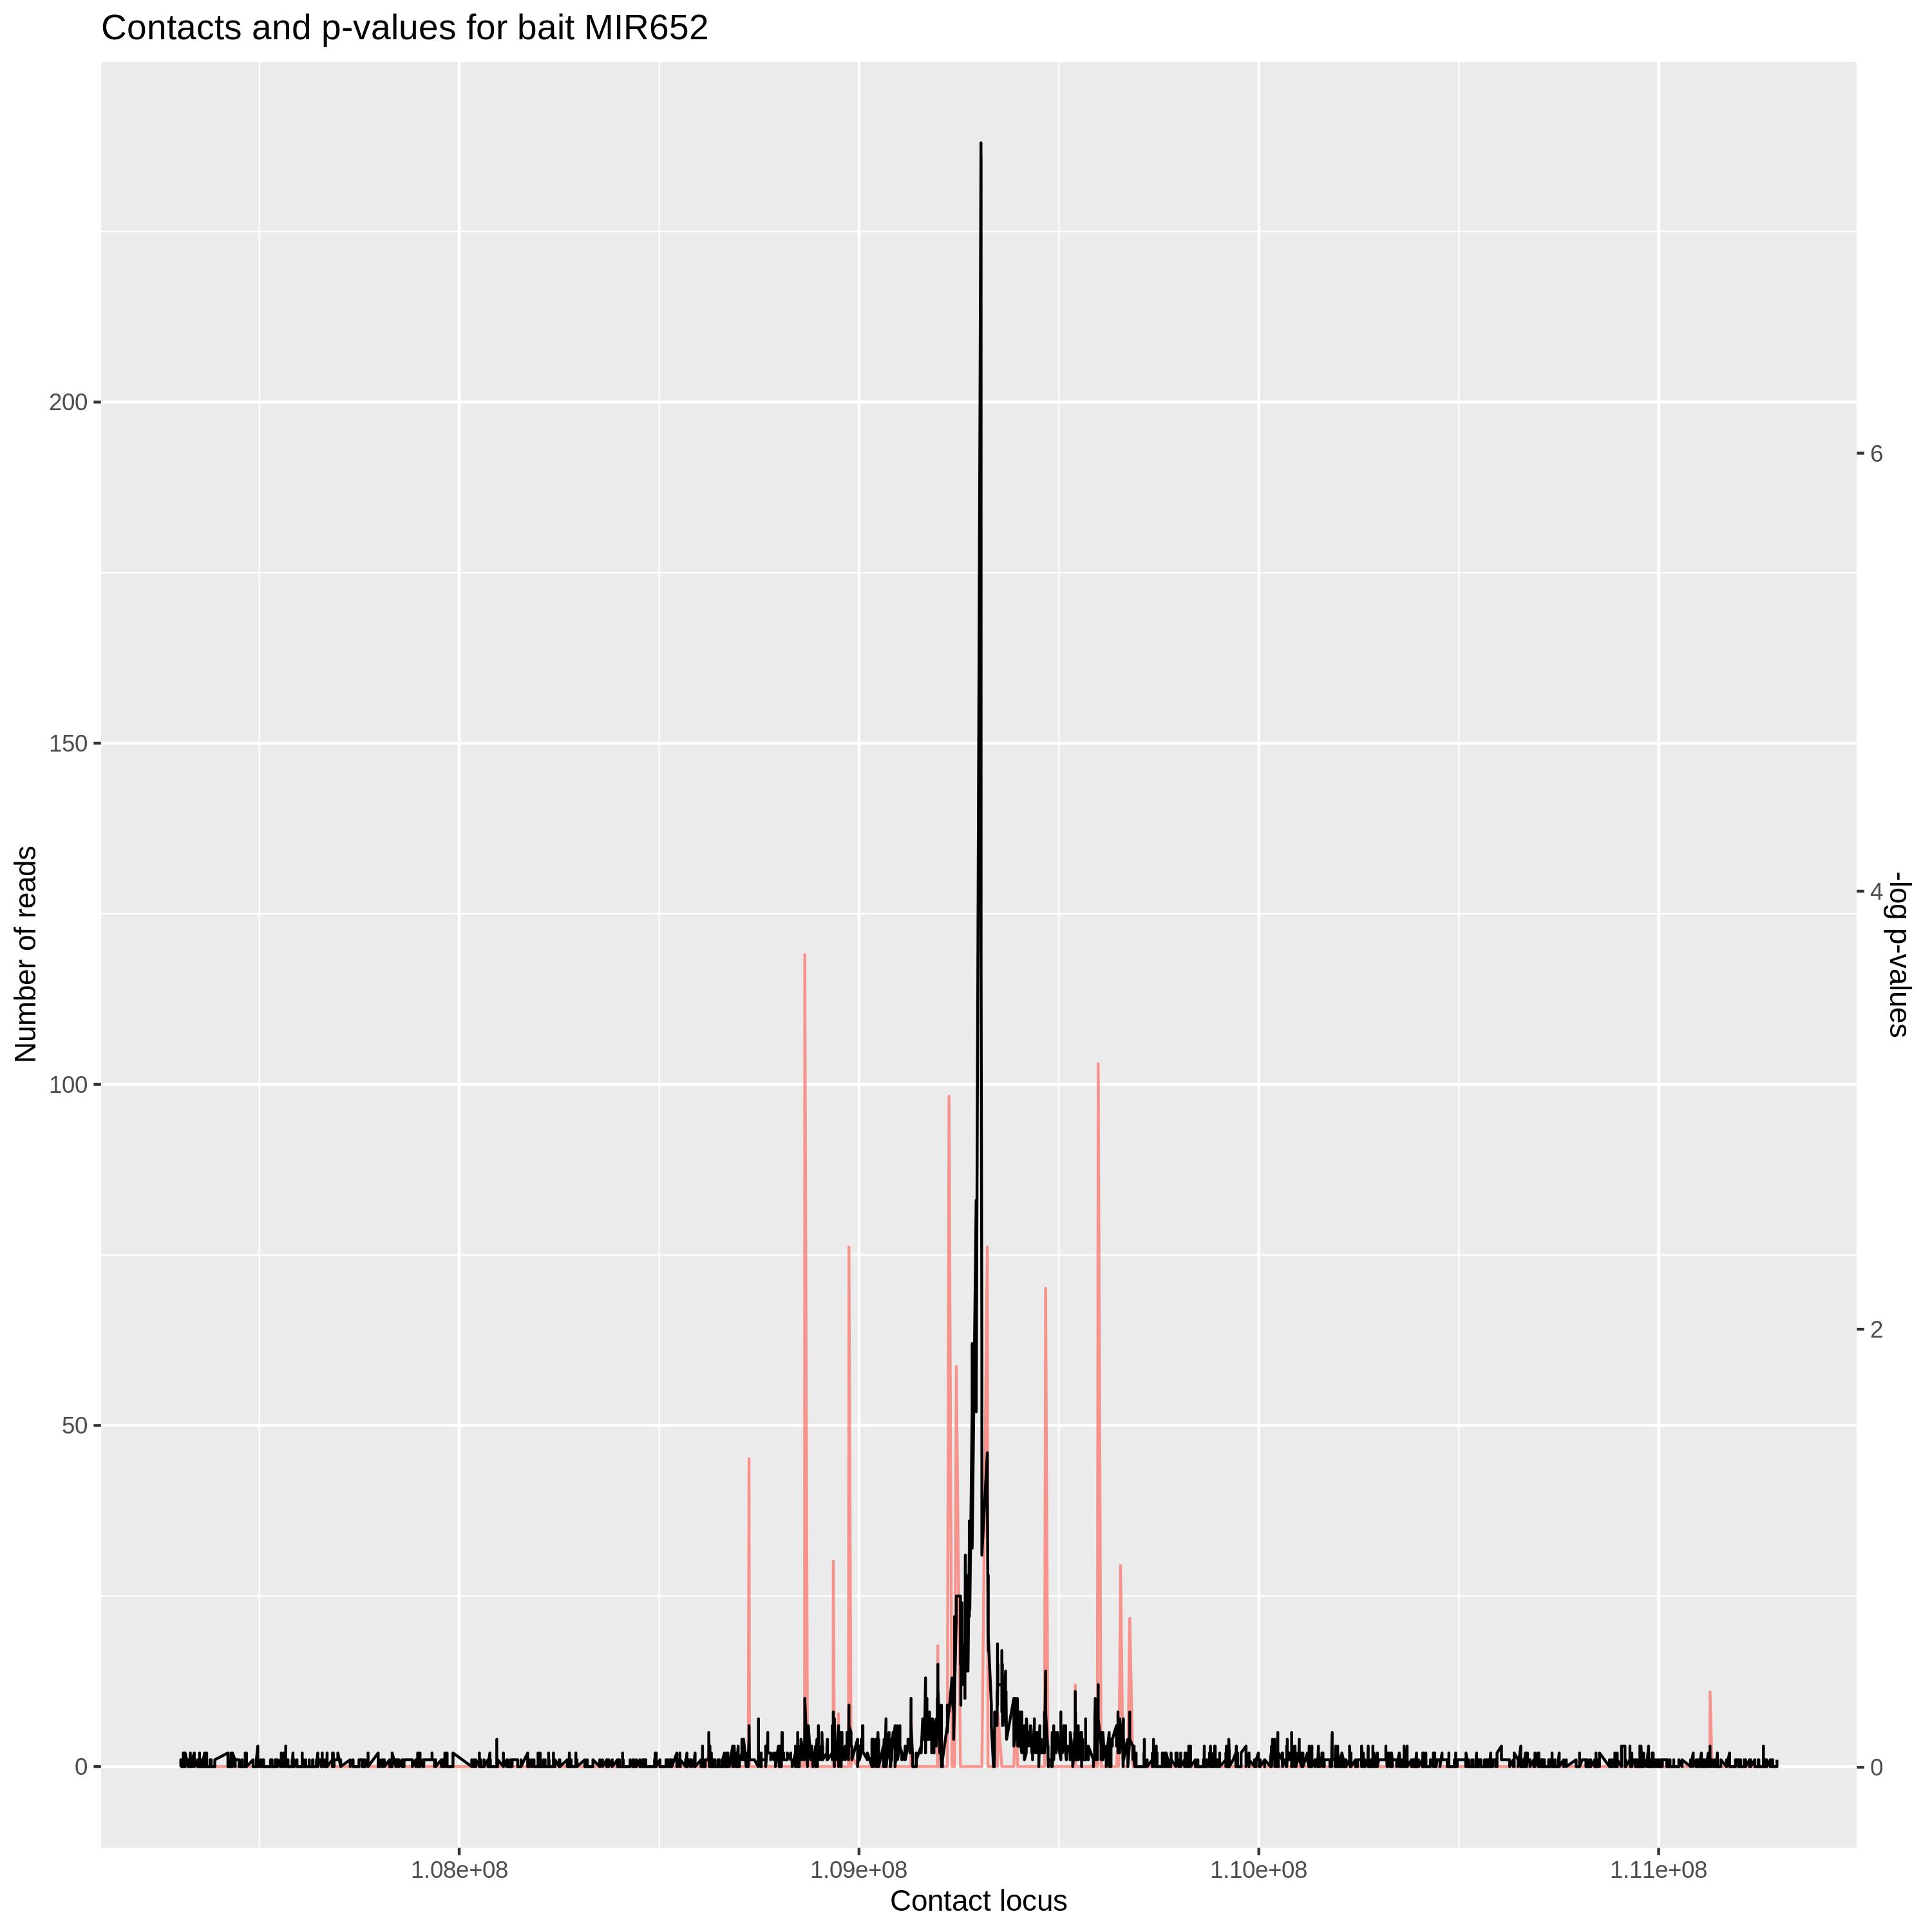 Contacts and p-values for bait MIR652
200
150
100
50
0
6
4
2
0
Number of reads
-log p-values
1.08e+08
1.09e+08
1.10e+08
1.11e+08
Contact locus